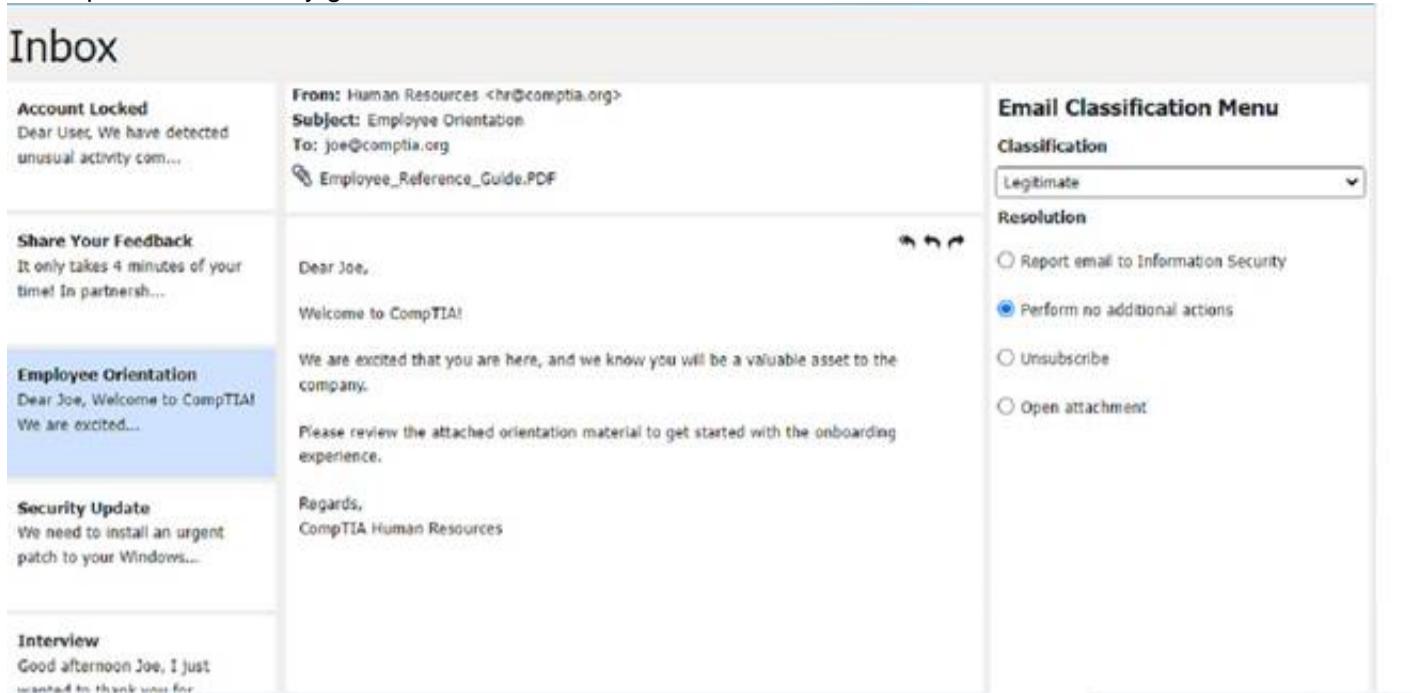 Inbox
Account Locked
Dear User, We have detected
unusual activity com...
Share Your Feedback
It only takes 4 minutes of your
time! In partnersh...
Employee Orientation
Dear Joe, Welcome to CompTIA!
We are excited...
Security Update
We need to install an urgent
patch to your Windows...
Interview
Good afternoon Joe, I just
wanted to thank you for
From: Human Resources <hr@comptia.org>
Subject: Employee Orientation
To: joe@comptia.org
Employee_Reference_Guide.PDF
Dear Joe,
Welcome to CompTIA!
We are excited that you are here, and we know you will be a valuable asset to the
company.
Please review the attached orientation material to get started with the onboarding
experience.
Regards,
CompTIA Human Resources
Email Classification Menu
Classification
Legitimate
Resolution
Report email to Information Security
Perform no additional actions
Unsubscribe
Open attachment